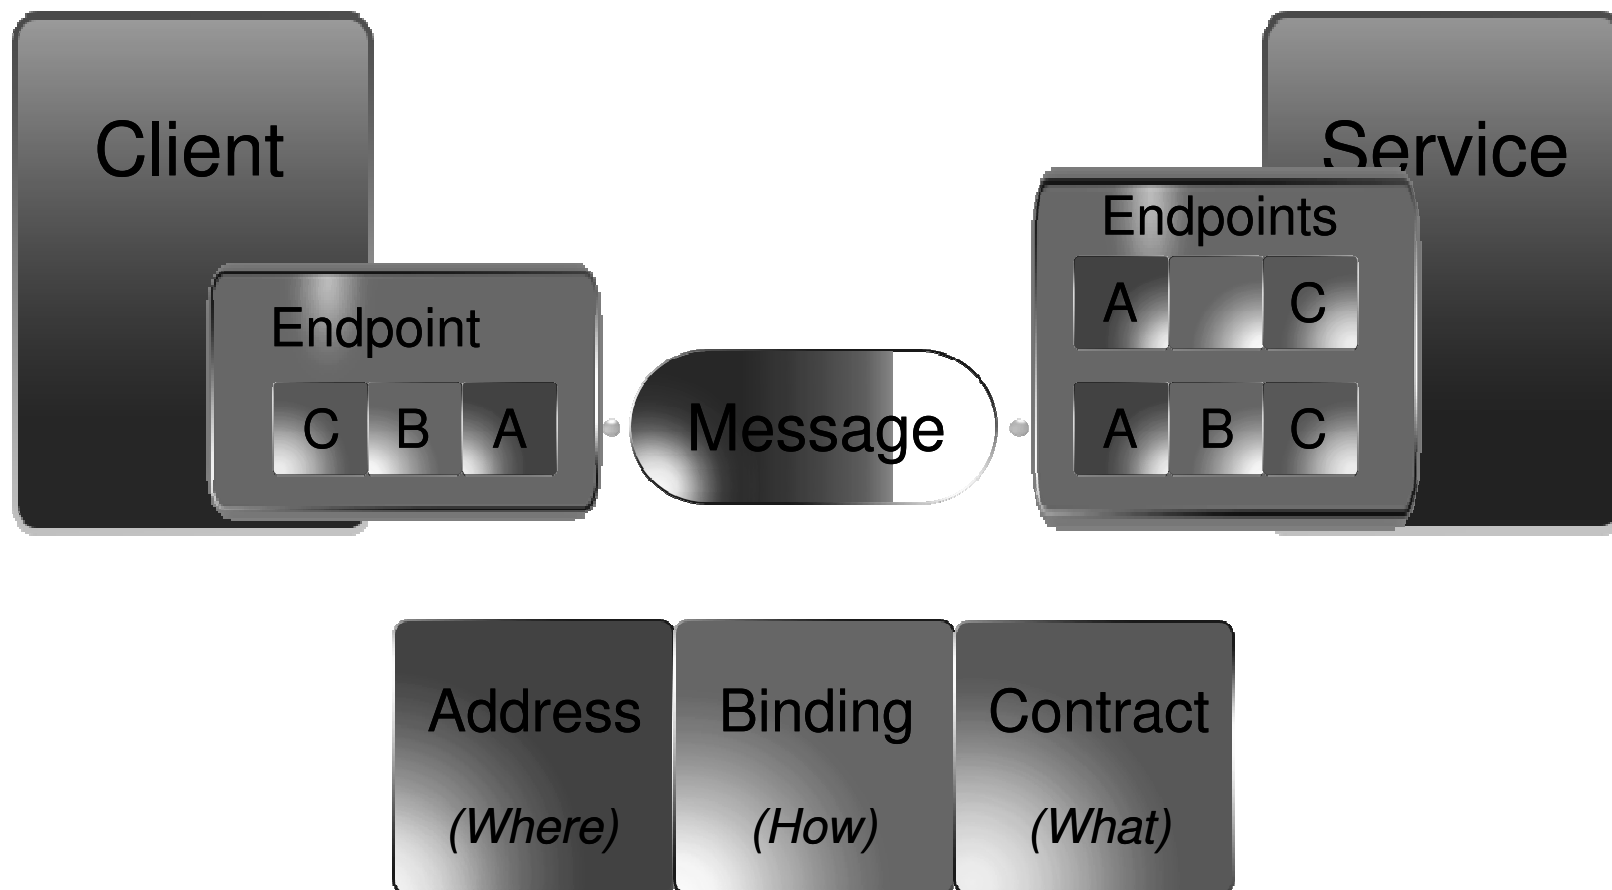 Client
Service
Endpoints
A C
Endpoint
C B A
Message
A B C
Address Binding Contract
(Where) (How) (What)